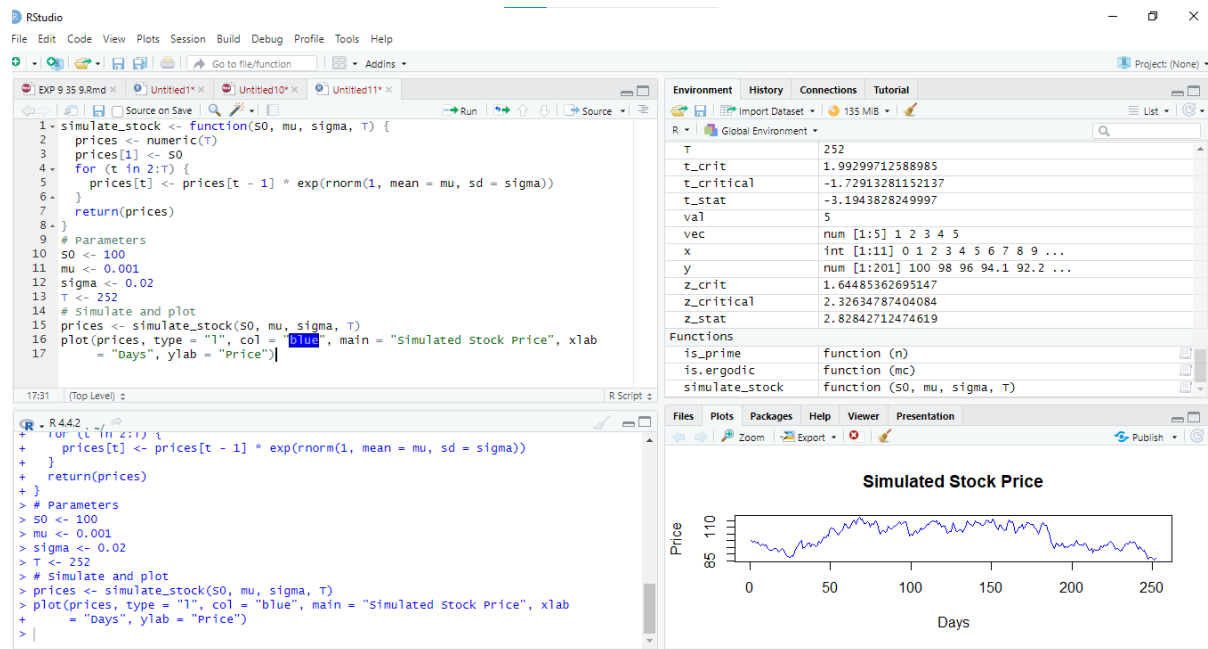 RStudio
File Edit Code View Plots Session Build Debug Profile Tools Help
Go to file/function Addins Project: (None)
EXP 9 35 9.Rmd Untitled1* Untitled10* Untitled11*
Source on Save Run Source
1 simulate_stock <- function(S0, mu, sigma, T) {
2 prices <- numeric(T)
3 prices[1] <- S0
4 for (t in 2:T) {
5 prices[t] <- prices[t - 1] * exp(rnorm(1, mean = mu, sd = sigma))
6 }
7 return(prices)
8 }
9 # Parameters
10 S0 <- 100
11 mu <- 0.001
12 sigma <- 0.02
13 T <- 252
14 # Simulate and plot
15 prices <- simulate_stock(S0, mu, sigma, T)
16 plot(prices, type = "l", col = "blue", main = "Simulated Stock Price", xlab
17 = "Days", ylab = "Price")
17:31 (Top Level) R Script
R 4.4.2 . ~/
+ for (t in 2:T) {
+ prices[t] <- prices[t - 1] * exp(rnorm(1, mean = mu, sd = sigma))
+ }
+ return(prices)
+ }
> # Parameters
> S0 <- 100
> mu <- 0.001
> sigma <- 0.02
> T <- 252
> # Simulate and plot
> prices <- simulate_stock(S0, mu, sigma, T)
> plot(prices, type = "l", col = "blue", main = "Simulated Stock Price", xlab
+ = "Days", ylab = "Price")
>
Environment History Connections Tutorial
Import Dataset 135 MiB List
R Global Environment
T 252
t_crit 1.99299712588985
t_critical -1.72913281152137
t_stat -3.1943828249997
val 5
vec num [1:5] 1 2 3 4 5
x int [1:11] 0 1 2 3 4 5 6 7 8 9 ...
y num [1:201] 100 98 96 94.1 92.2 ...
z_crit 1.64485362695147
z_critical 2.32634787404084
z_stat 2.82842712474619
Functions
is_prime function (n)
is.ergodic function (mc)
simulate_stock function (S0, mu, sigma, T)
Files Plots Packages Help Viewer Presentation
Zoom Export Publish
Simulated Stock Price
Price
110
85
0 50 100 150 200 250
Days